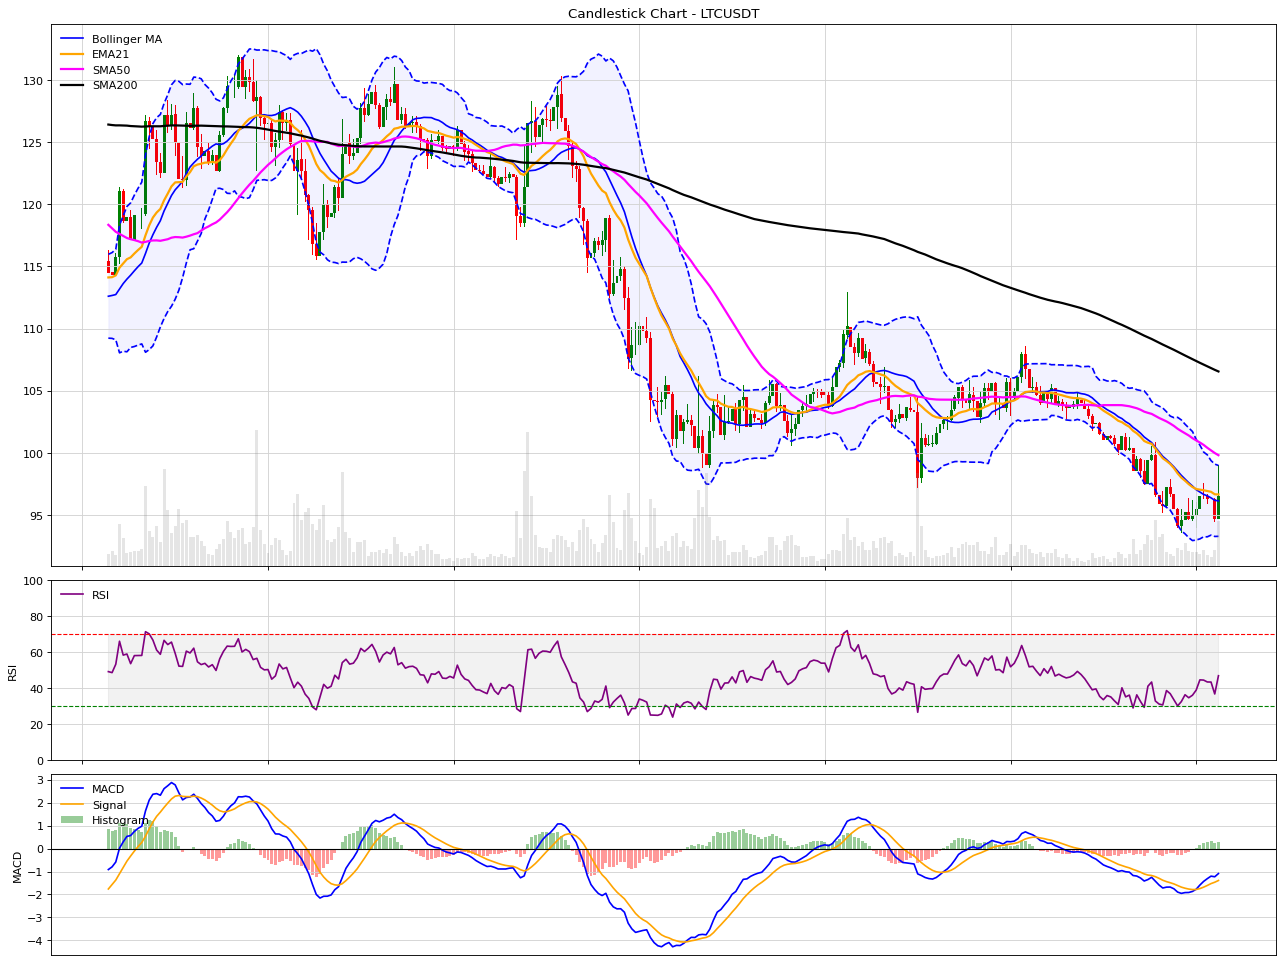 Candlestick Chart - LTCUSDT
Bollinger MA
EMA21
SMA50
SMA200
130
125
120
115
110
105
100
95
RSI
100
80
60
40
20
0
RSI
MACD
Signal
Histogram
3
2
1
0
−1
−2
−3
−4
MACD